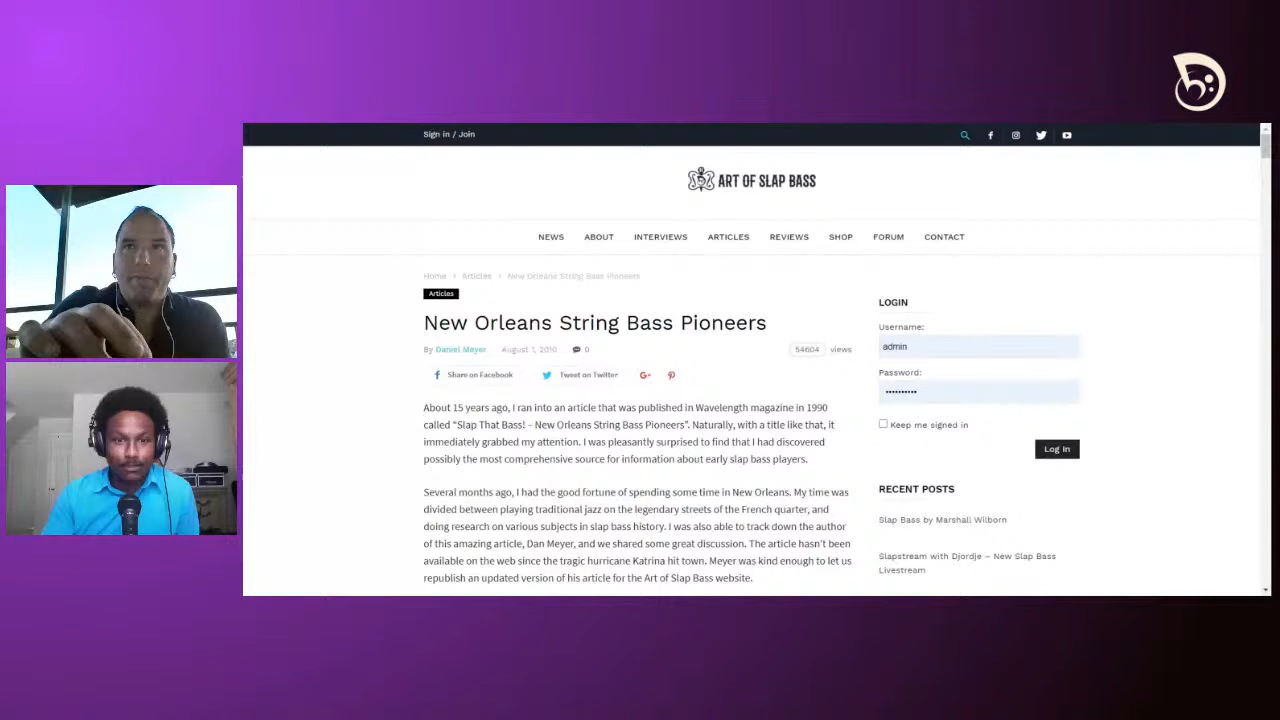 Sign in / Join
ART OF SLAP BASS
NEWS ABOUT INTERVIEWS ARTICLES REVIEWS SHOP FORUM CONTACT
Home › Articles › New Orleans String Bass Pioneers
Articles
New Orleans String Bass Pioneers
By Daniel Meyer August 1, 2010 0 54604 views
Share on Facebook Tweet on Twitter
About 15 years ago, I ran into an article that was published in Wavelength magazine in 1990
called “Slap That Bass! – New Orleans String Bass Pioneers”. Naturally, with a title like that, it
immediately grabbed my attention. I was pleasantly surprised to find that I had discovered
possibly the most comprehensive source for information about early slap bass players.
Several months ago, I had the good fortune of spending some time in New Orleans. My time was
divided between playing traditional jazz on the legendary streets of the French quarter, and
doing research on various subjects in slap bass history. I was also able to track down the author
of this amazing article, Dan Meyer, and we shared some great discussion. The article hasn’t been
available on the web since the tragic hurricane Katrina hit town. Meyer was kind enough to let us
republish an updated version of his article for the Art of Slap Bass website.
LOGIN
Username:
admin
Password:
••••••••••
Keep me signed in
Log In
RECENT POSTS
Slap Bass by Marshall Wilborn
Slapstream with Djordje – New Slap Bass
Livestream